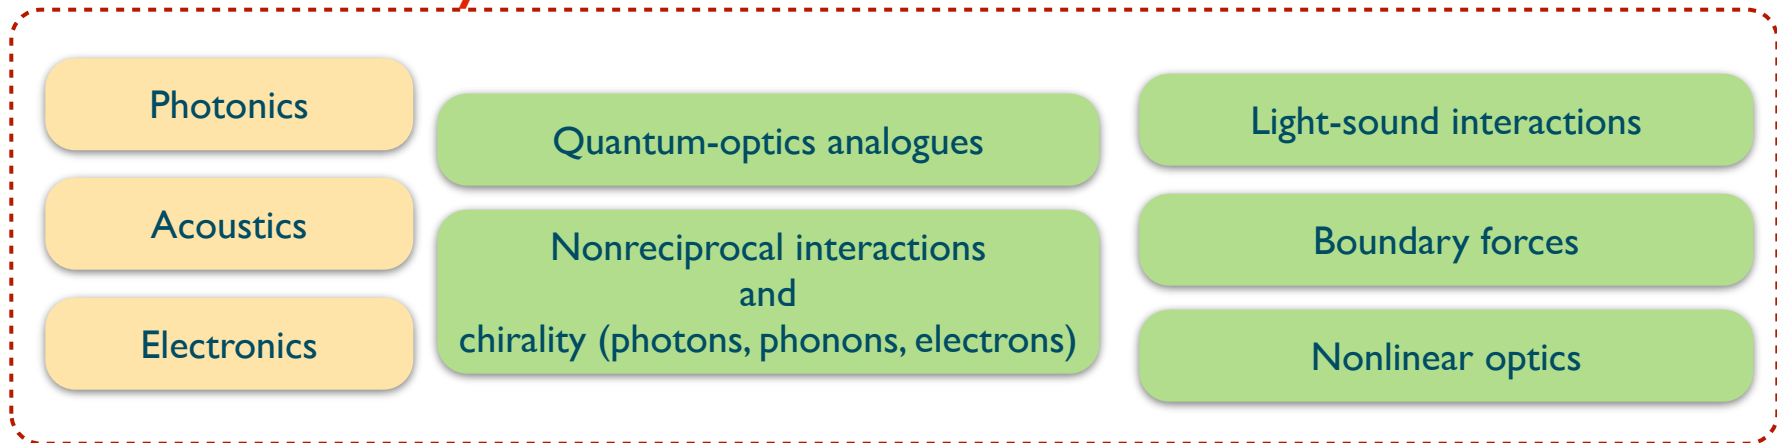 Photonics
Acoustics
Electronics
Quantum-optics analogues
Nonreciprocal interactions
and
chirality (photons, phonons, electrons)
Light-sound interactions
Boundary forces
Nonlinear optics